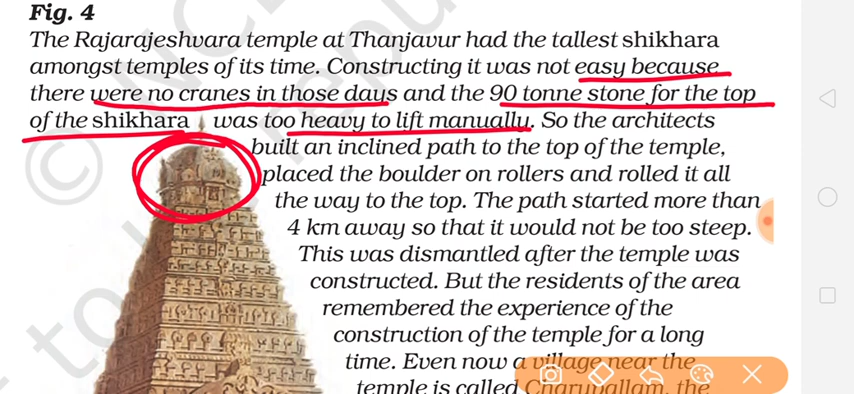 Fig. 4
The Rajarajeshvara temple at Thanjavur had the tallest shikhara
amongst temples of its time. Constructing it was not easy because
there were no cranes in those days and the 90 tonne stone for the top
of the shikhara was too heavy to lift manually. So the architects
built an inclined path to the top of the temple,
placed the boulder on rollers and rolled it all
the way to the top. The path started more than
4 km away so that it would not be too steep.
This was dismantled after the temple was
constructed. But the residents of the area
remembered the experience of the
construction of the temple for a long
time. Even now a village near the
temple is called Charupallam, the